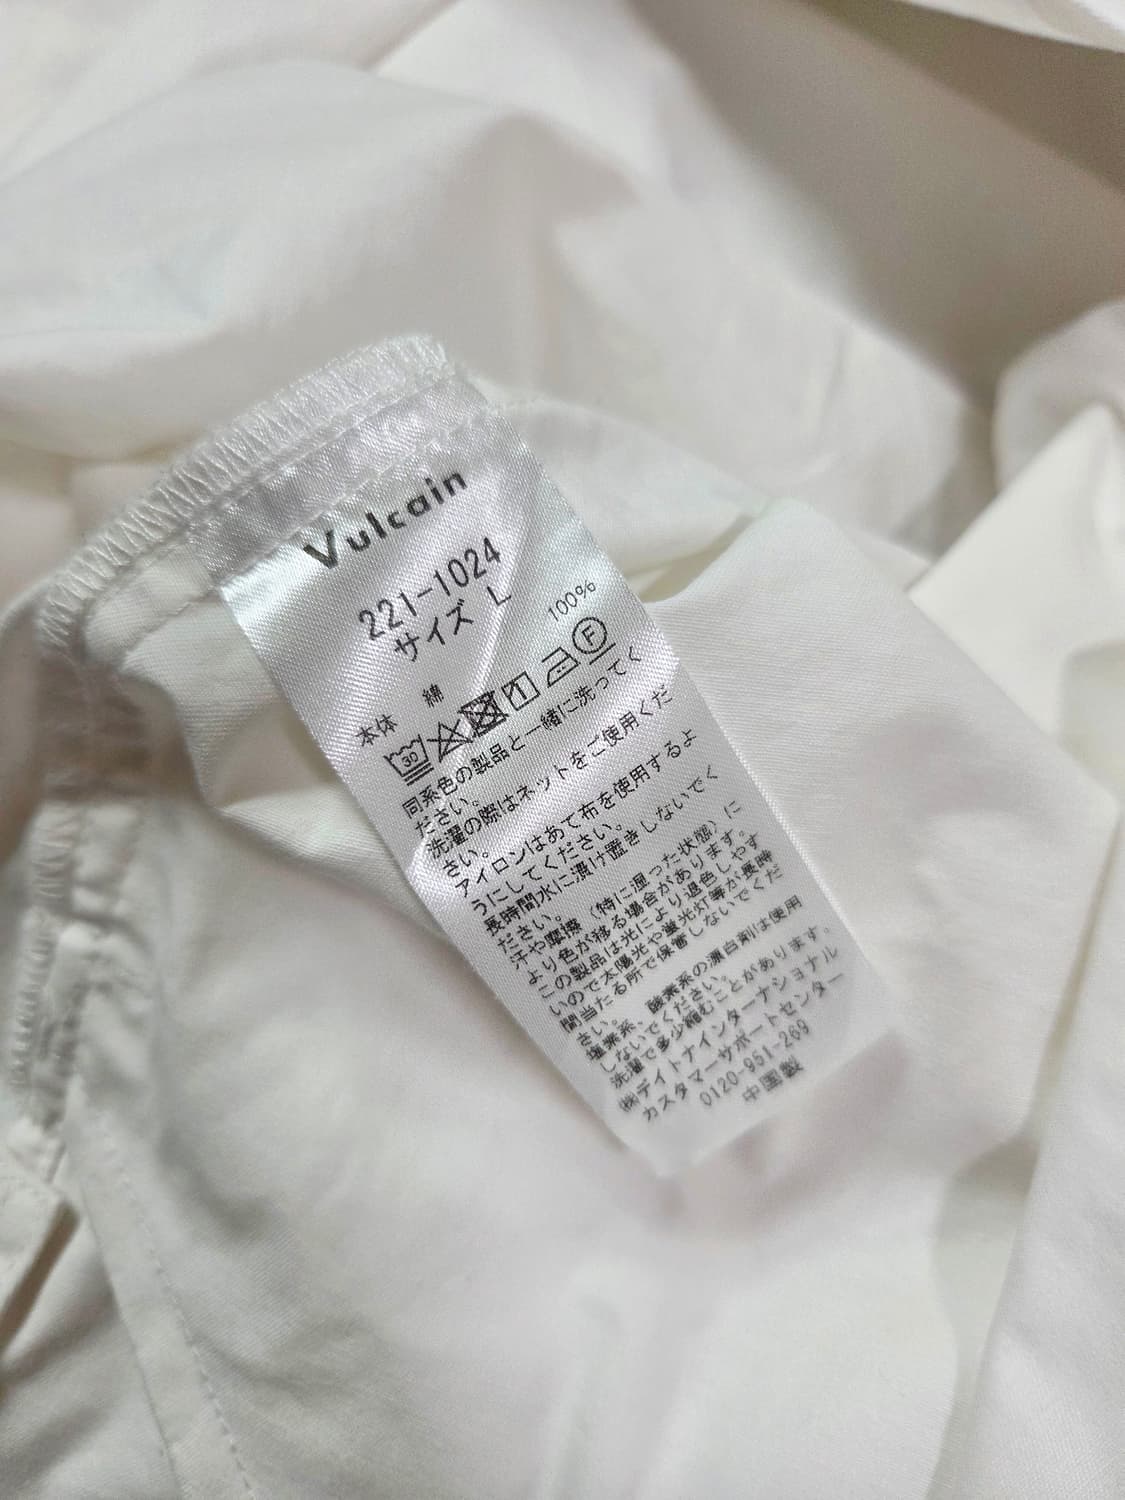 Vulcain
221-1024
サイズ L
本体 綿 100%
30 F
同系色の製品と一緒に洗ってく
ださい。
洗濯の際はネットをご使用くだ
さい。
アイロンはあて布を使用するよ
うにしてください。
長時間水に漬け置きしないでく
ださい。
汗や摩擦（特に湿った状態）に
より色が移る場合があります。
この製品は光により退色しやす
いので太陽光や蛍光灯等が長時
間当たる所で保管しないでくだ
さい。
塩素系、酸素系の漂白剤は使用
しないでください。
洗濯で多少縮むことがあります。
㈱デイトナインターナショナル
カスタマーサポートセンター
0120-951-269
中国製